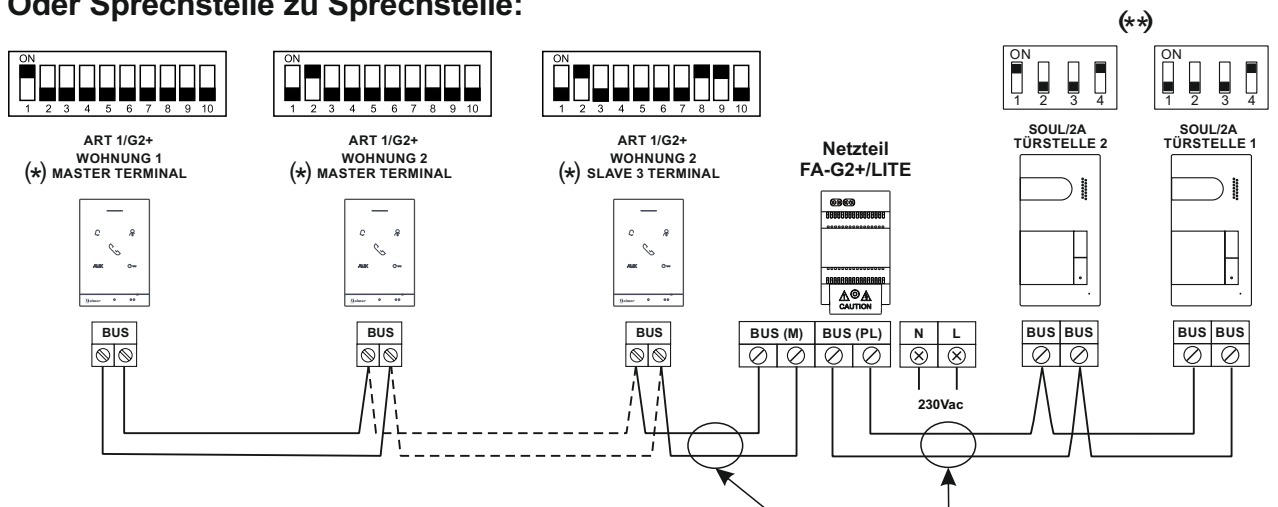 Oder Sprechstelle zu Sprechstelle:
(**)
ON
1 2 3 4 5 6 7 8 9 10
ON
1 2 3 4 5 6 7 8 9 10
ON
1 2 3 4 5 6 7 8 9 10
ON
1 2 3 4
ON
1 2 3 4
ART 1/G2+
WOHNUNG 1
(*) MASTER TERMINAL
ART 1/G2+
WOHNUNG 2
(*) MASTER TERMINAL
ART 1/G2+
WOHNUNG 2
(*) SLAVE 3 TERMINAL
Netzteil
FA-G2+/LITE
SOUL/2A
TÜRSTELLE 2
SOUL/2A
TÜRSTELLE 1
AUX
Golmar
AUX
Golmar
AUX
Golmar
CAUTION
BUS
BUS
BUS
BUS (M)
BUS (PL)
N
L
BUS
BUS
BUS
BUS
230Vac